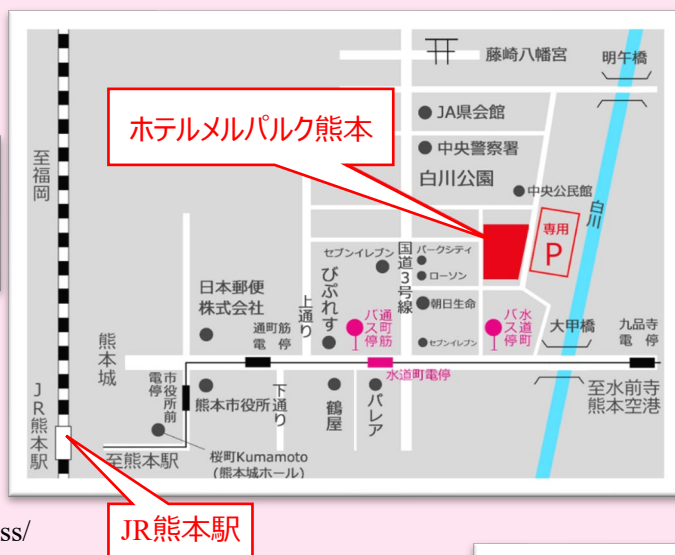 藤崎八幡宮
明午橋
JA県会館
ホテルメルパルク熊本
中央警察署
至福岡
白川公園
中央公民館
白川
専用
P
国道3号線
セブンイレブン
パークシティ
ローソン
びぷれす
日本郵便
株式会社
上通り
通町筋
バス停
朝日生命
水道町
バス停
大甲橋
九品寺
電停
通町筋
電停
セブンイレブン
熊本城
水道町電停
市役所前
電停
熊本市役所
下通り
鶴屋
パレア
至水前寺
熊本空港
JR熊本駅
至熊本駅
桜町Kumamoto
(熊本城ホール)
JR熊本駅
ss/